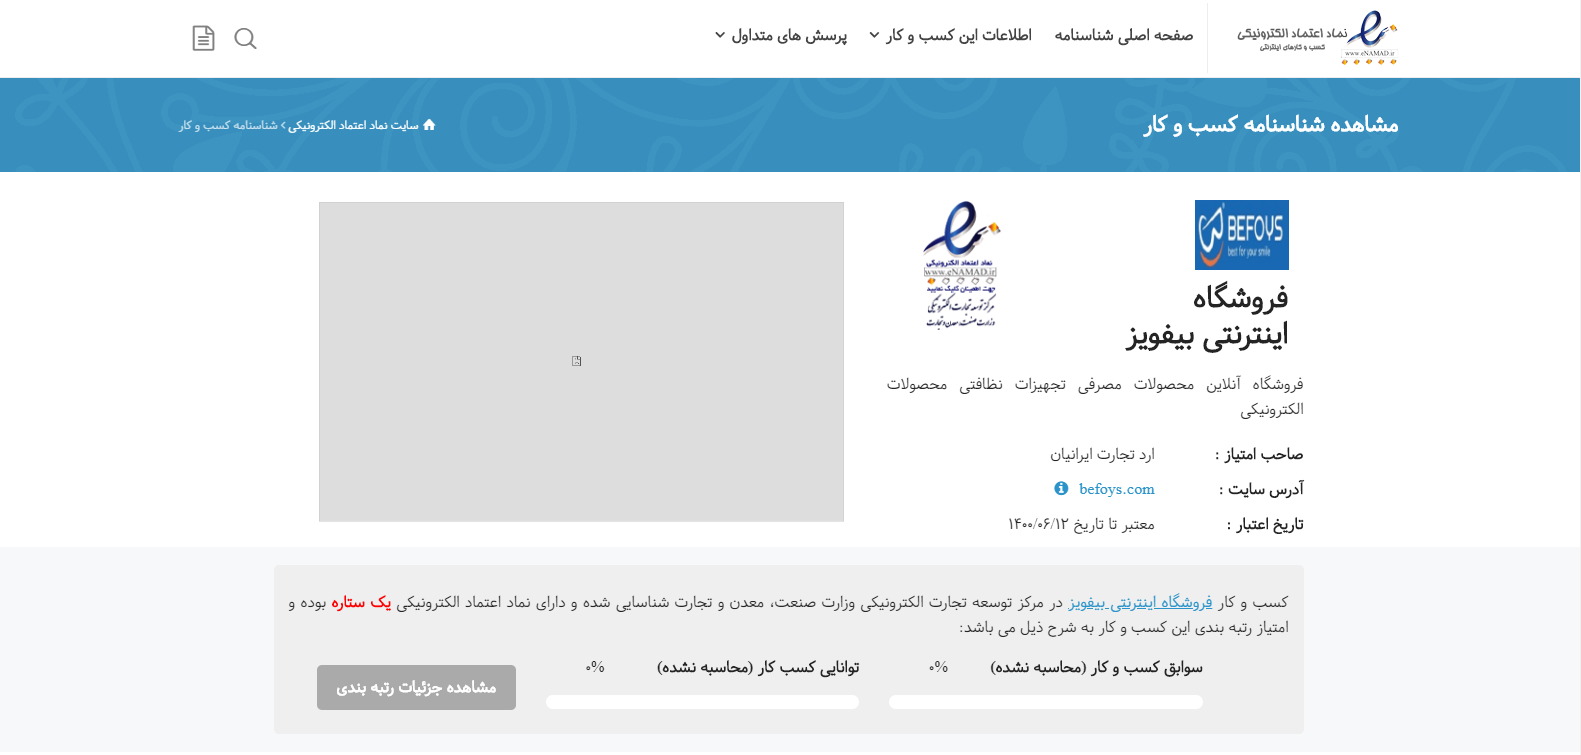 نماد اعتماد الکترونیکی
کسب و کارهای اینترنتی
www.eNAMAD.ir
صفحه اصلی شناسنامه
اطلاعات این کسب و کار
پرسش های متداول
مشاهده شناسنامه کسب و کار
سایت نماد اعتماد الکترونیکی › شناسنامه کسب و کار
BEFOYS
best for your smile
نماد اعتماد الکترونیکی
www.eNAMAD.ir
جهت اطمینان کلیک نمایید
مرکز توسعه تجارت الکترونیکی
وزارت صنعت، معدن و تجارت
فروشگاه
اینترنتی بیفویز
فروشگاه آنلاین محصولات مصرفی تجهیزات نظافتی محصولات
الکترونیکی
صاحب امتیاز : ارد تجارت ایرانیان
آدرس سایت : befoys.com
تاریخ اعتبار : معتبر تا تاریخ ۱۴۰۰/۰۶/۱۲
کسب و کار فروشگاه اینترنتی بیفویز در مرکز توسعه تجارت الکترونیکی وزارت صنعت، معدن و تجارت شناسایی شده و دارای نماد اعتماد الکترونیکی یک ستاره بوده و
امتیاز رتبه بندی این کسب و کار به شرح ذیل می باشد:
سوابق کسب و کار (محاسبه نشده) ۰%
توانایی کسب کار (محاسبه نشده) ۰%
مشاهده جزئیات رتبه بندی